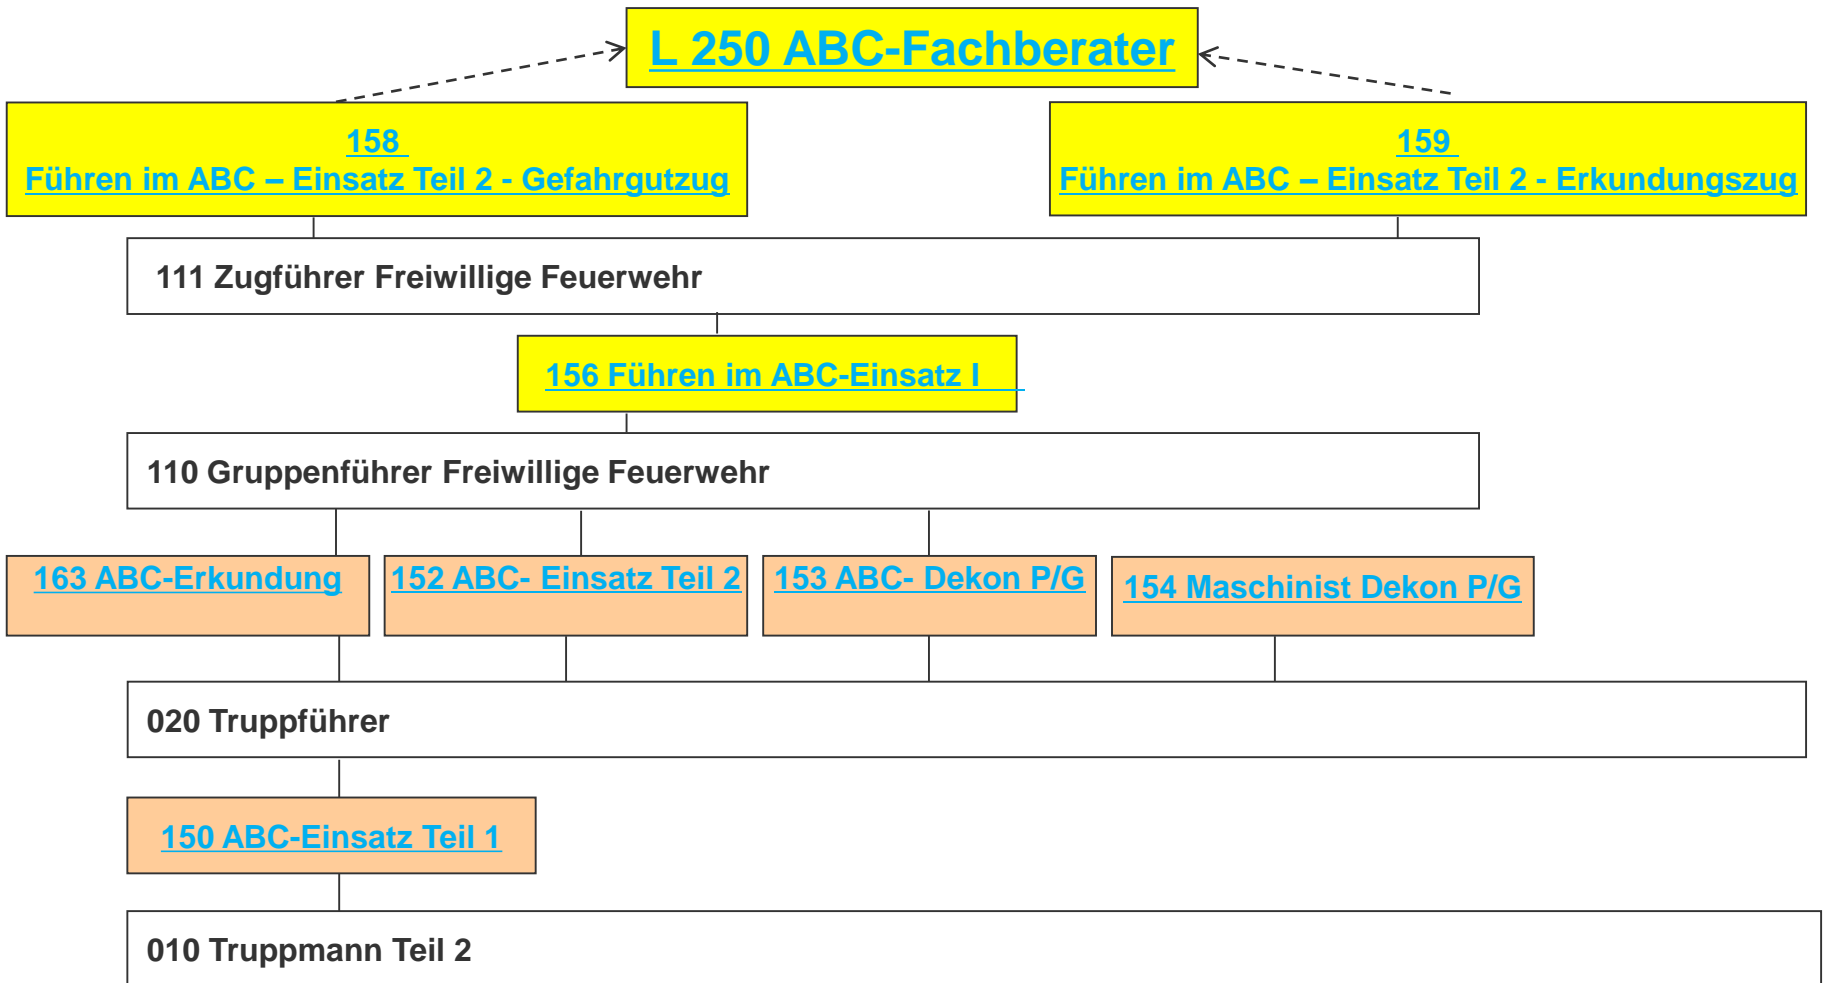 L 250 ABC-Fachberater
158
Führen im ABC – Einsatz Teil 2 - Gefahrgutzug
159
Führen im ABC – Einsatz Teil 2 - Erkundungszug
111 Zugführer Freiwillige Feuerwehr
156 Führen im ABC-Einsatz I
110 Gruppenführer Freiwillige Feuerwehr
163 ABC-Erkundung
152 ABC- Einsatz Teil 2
153 ABC- Dekon P/G
154 Maschinist Dekon P/G
020 Truppführer
150 ABC-Einsatz Teil 1
010 Truppmann Teil 2